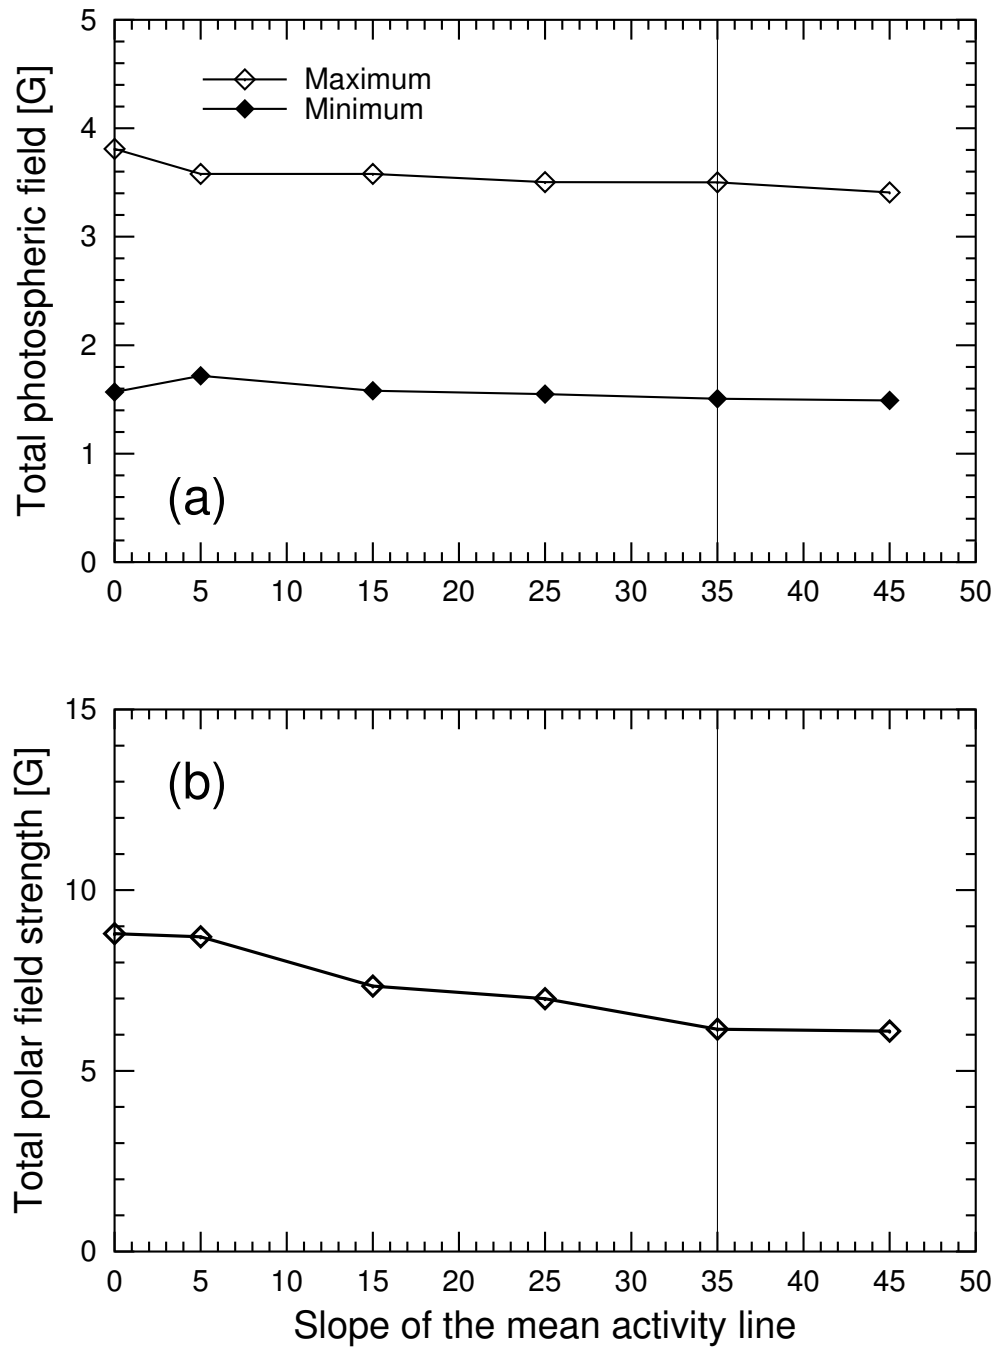 Total photospheric field [G]
5
4
3
2
1
0
Maximum
Minimum
(a)
0 5 10 15 20 25 30 35 40 45 50
Total polar field strength [G]
15
10
5
0
(b)
0 5 10 15 20 25 30 35 40 45 50
Slope of the mean activity line